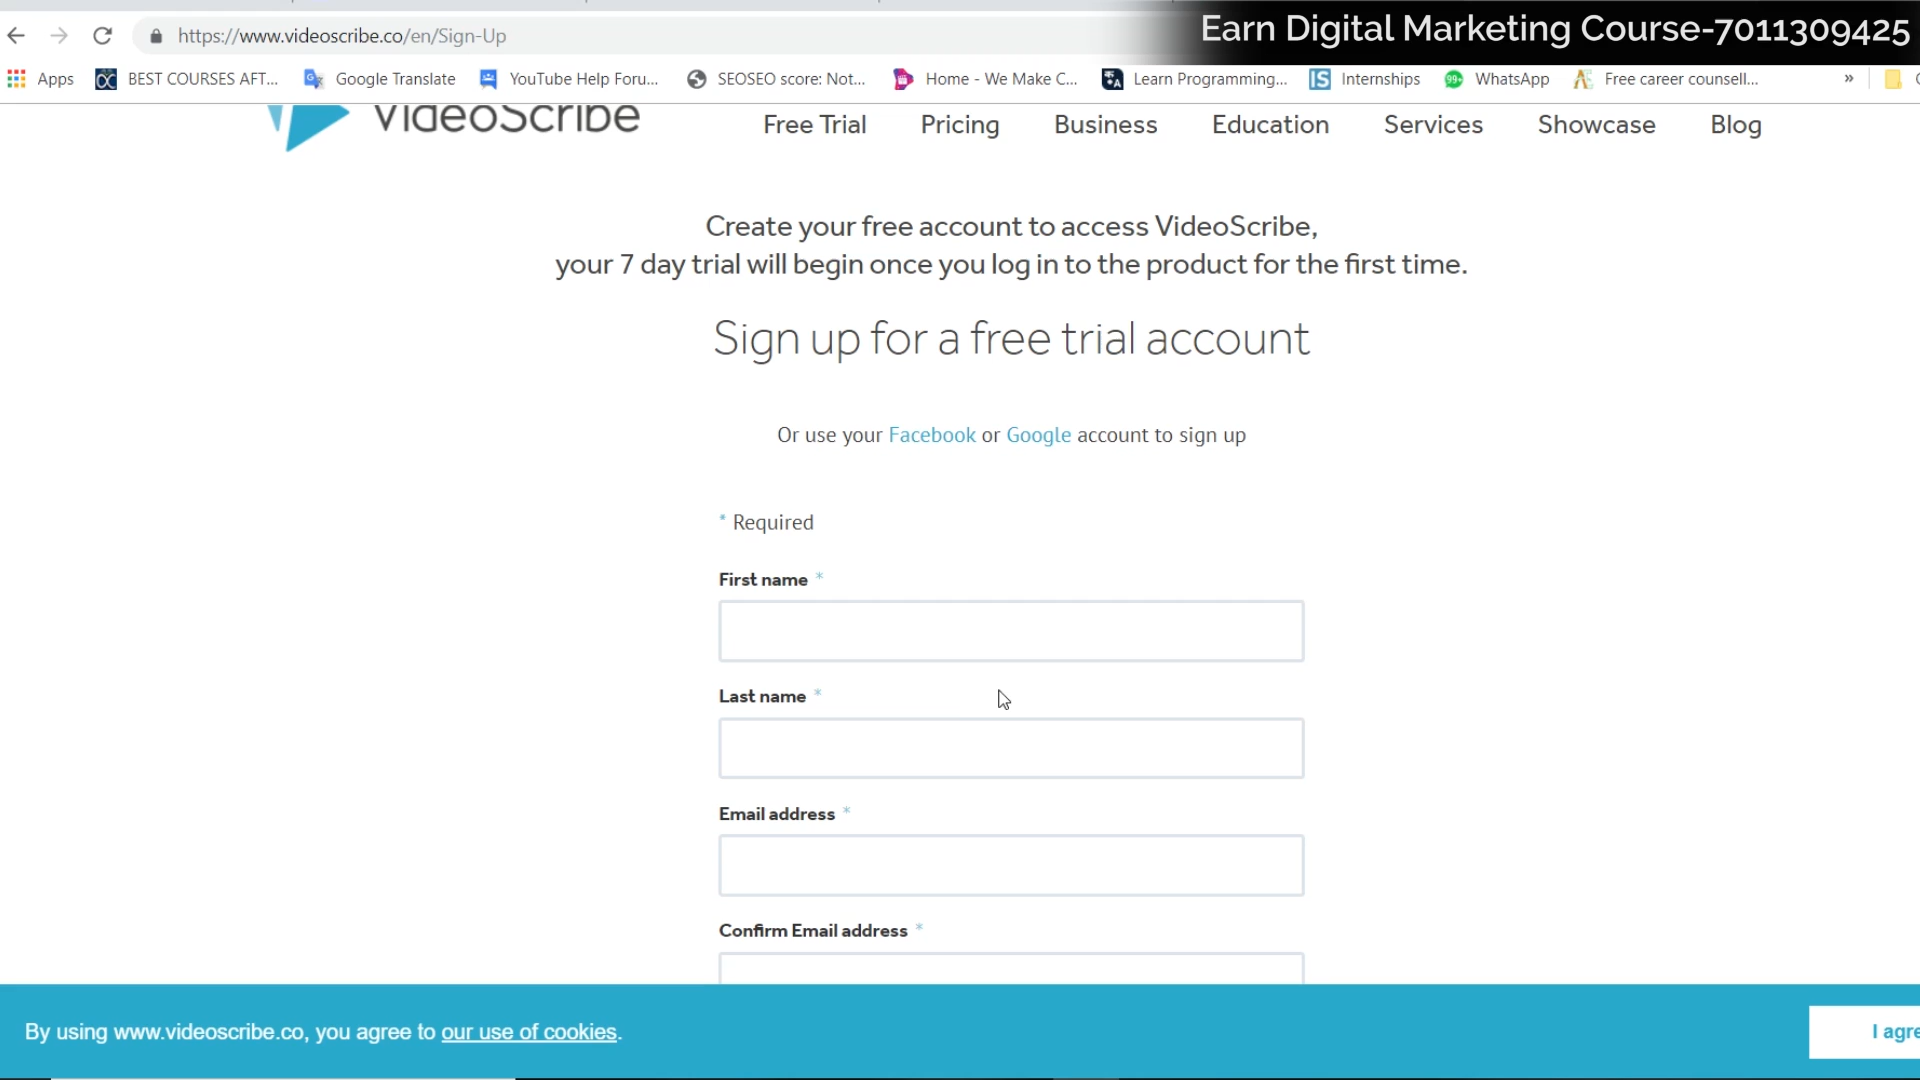 Earn Digital Marketing Course-7011309425
https://www.videoscribe.co/en/Sign-Up
Apps BEST COURSES AFT... Google Translate YouTube Help Foru... SEOSEO score: Not... Home - We Make C... Learn Programming... Internships 99+ WhatsApp Free career counsell... »
VideoScribe Free Trial Pricing Business Education Services Showcase Blog
Create your free account to access VideoScribe,
your 7 day trial will begin once you log in to the product for the first time.
Sign up for a free trial account
Or use your Facebook or Google account to sign up
* Required
First name *
Last name *
Email address *
Confirm Email address *
By using www.videoscribe.co, you agree to our use of cookies.
I agre